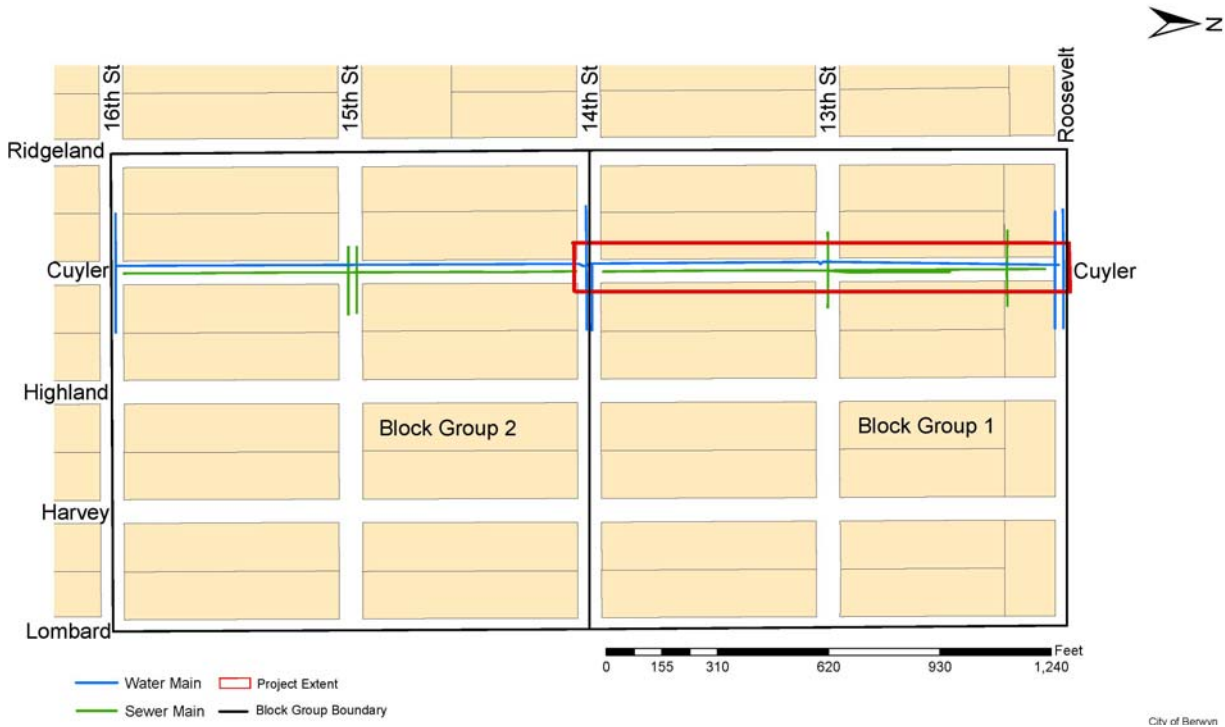 N
16th St
15th St
14th St
13th St
Roosevelt
Ridgeland
Cuyler
Cuyler
Highland
Block Group 2
Block Group 1
Harvey
Lombard
Feet
0 155 310 620 930 1,240
Water Main Project Extent
Sewer Main Block Group Boundary
City of Berwyn